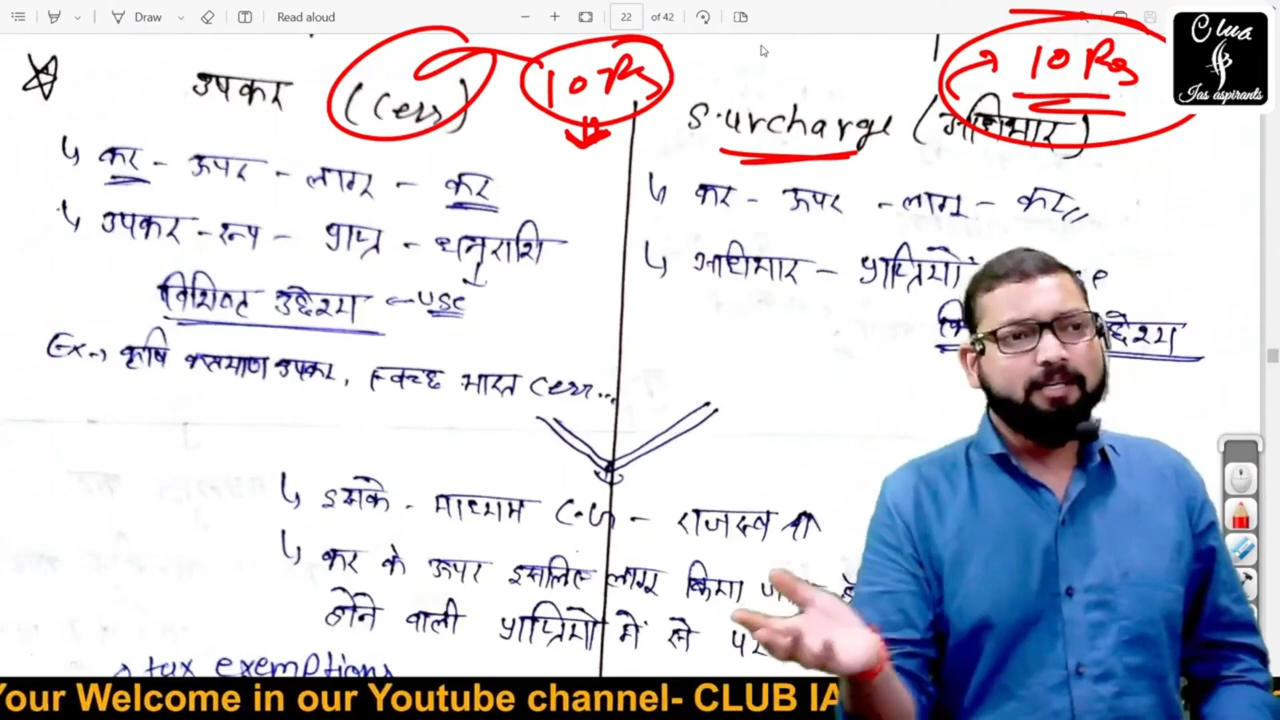 Draw
Read aloud
22 of 42
Clua
Ias aspirants
उपकर (Cess)
10 Rs
Surcharge (अधिभार)
10 Rs
कर - ऊपर - लागू - कर
उपकर - रूप - प्राप्त - धनराशि
विशिष्ट उद्देश्य - use
Ex→ कृषि कल्याण उपकर, स्वच्छ भारत Cess...
कर - ऊपर - लागू - कर
अधिभार - प्राप्तियों
इसके - माध्यम C.G - राजस्व
कर के ऊपर इसलिए लागू किया
होने वाली प्राप्तियों में से
tax exemptions
Your Welcome in our Youtube channel- CLUB IA